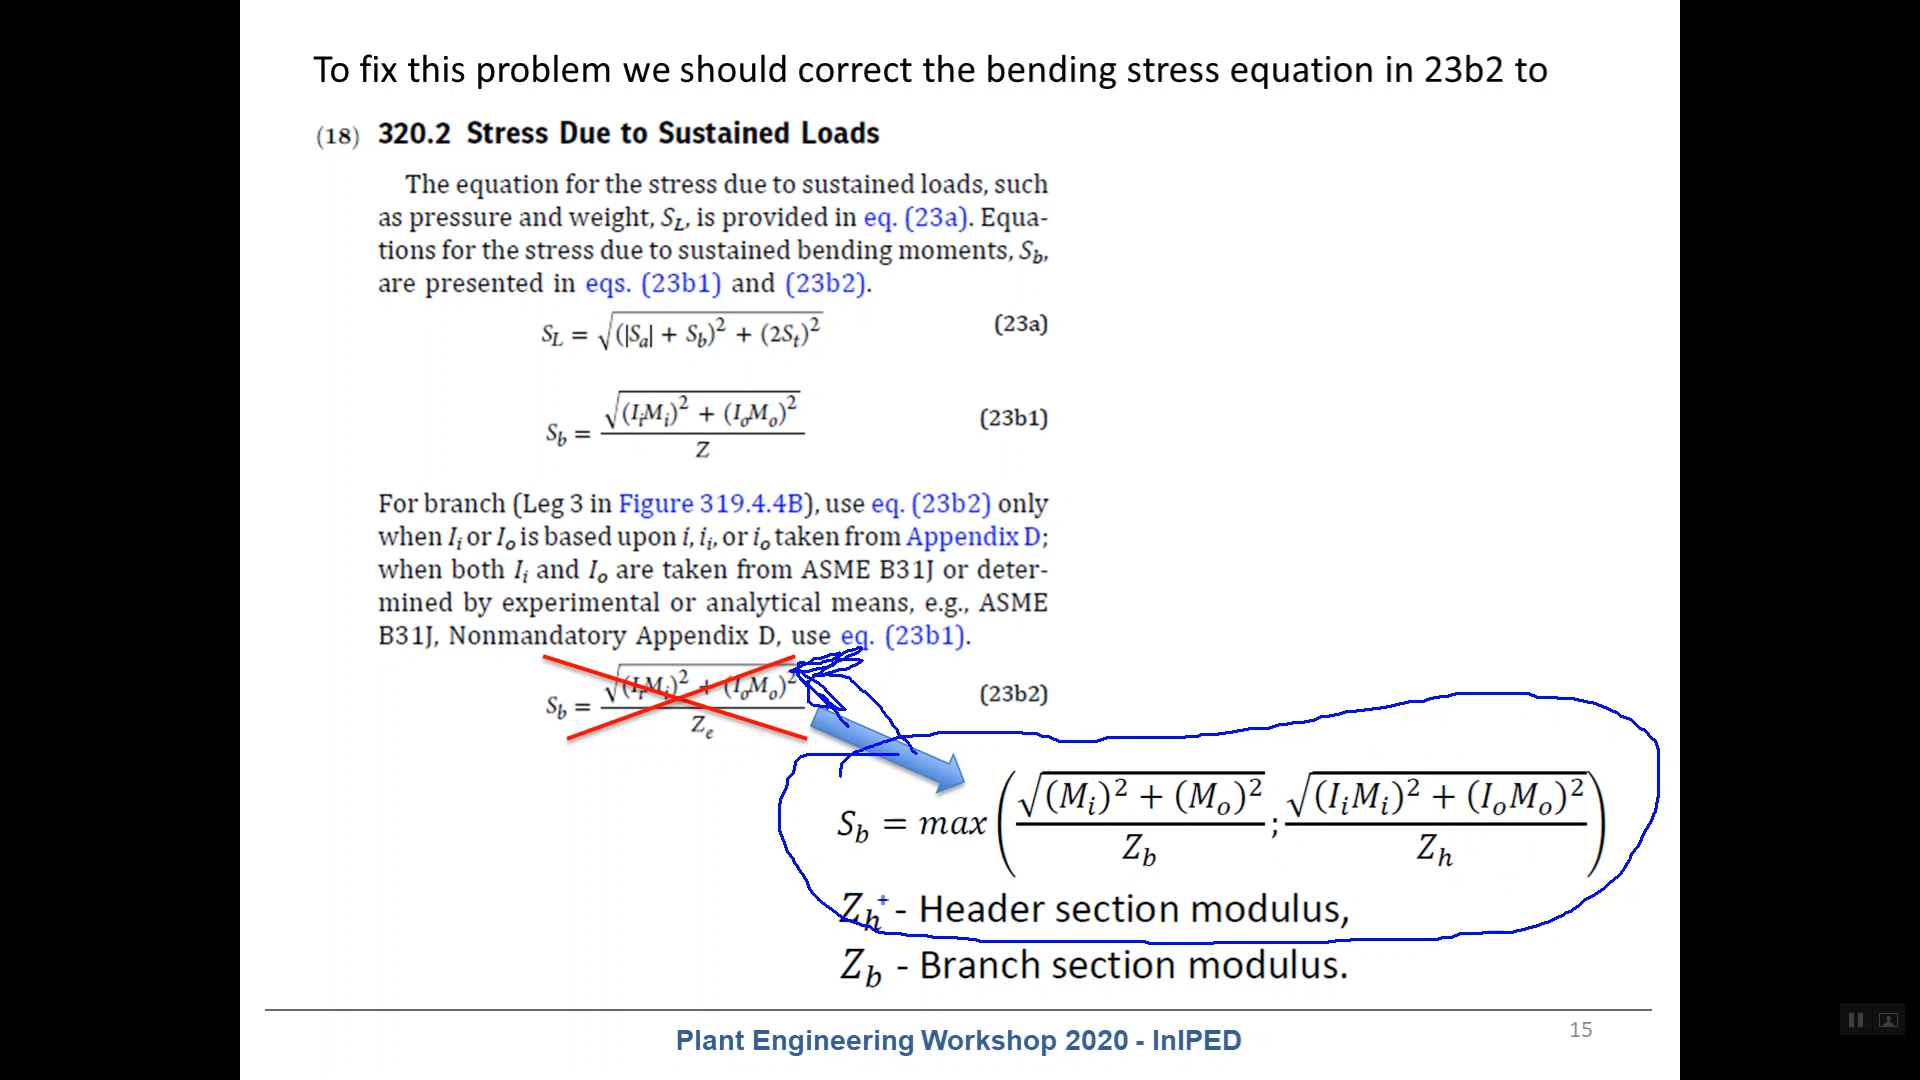 To fix this problem we should correct the bending stress equation in 23b2 to
(18) 320.2 Stress Due to Sustained Loads
The equation for the stress due to sustained loads, such
as pressure and weight, S_L, is provided in eq. (23a). Equa-
tions for the stress due to sustained bending moments, S_b,
are presented in eqs. (23b1) and (23b2).
S_L = √((|S_a| + S_b)² + (2S_t)²) (23a)
S_b = √((I_iM_i)² + (I_oM_o)²) / Z (23b1)
For branch (Leg 3 in Figure 319.4.4B), use eq. (23b2) only
when I_i or I_o is based upon i, i_i, or i_o taken from Appendix D;
when both I_i and I_o are taken from ASME B31J or deter-
mined by experimental or analytical means, e.g., ASME
B31J, Nonmandatory Appendix D, use eq. (23b1).
S_b = √((I_iM_i)² + (I_oM_o)²) / Z_e (23b2)
S_b = max(√((M_i)² + (M_o)²) / Z_b ; √((I_iM_i)² + (I_oM_o)²) / Z_h)
Z_h - Header section modulus,
Z_b - Branch section modulus.
Plant Engineering Workshop 2020 - InIPED
15